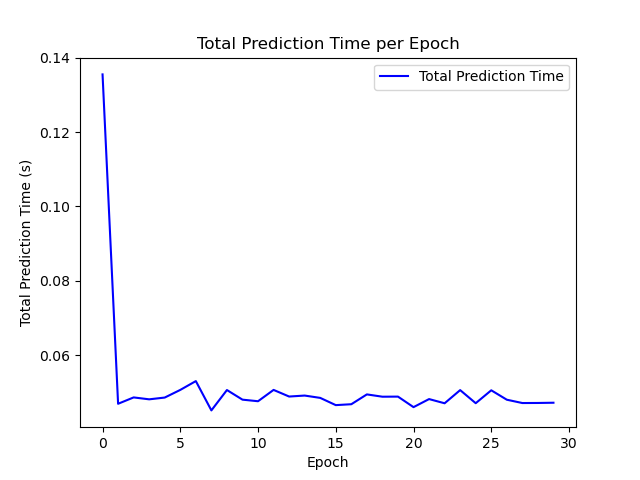 Total Prediction Time per Epoch
Total Prediction Time
Total Prediction Time (s)
0.14
0.12
0.10
0.08
0.06
0 5 10 15 20 25 30
Epoch